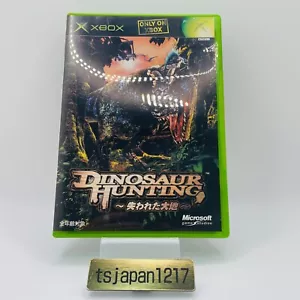 XBOX
ONLY ON
XBOX
DINOSAUR
HUNTING
～失われた大地～
Microsoft
tsjapan1217